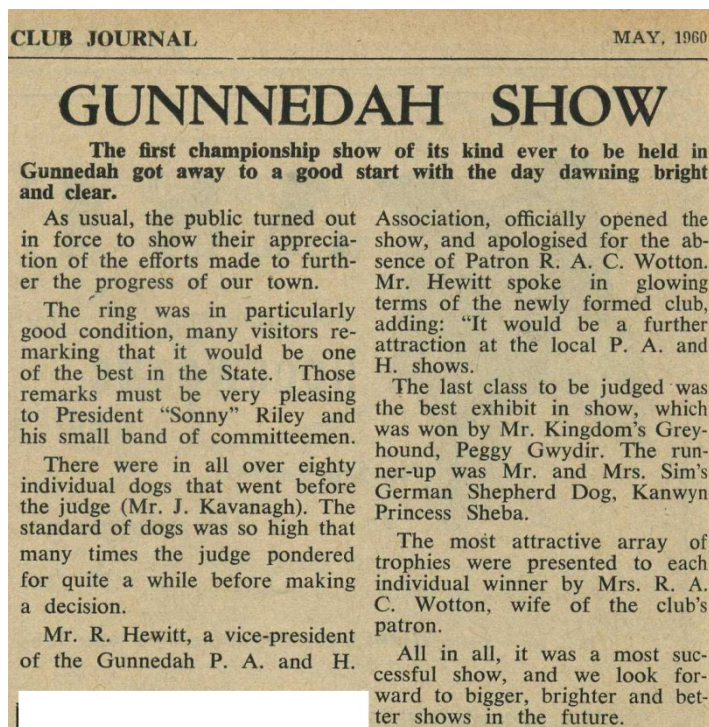 CLUB JOURNAL
MAY, 1960
GUNNNEDAH SHOW
The first championship show of its kind ever to be held in
Gunnedah got away to a good start with the day dawning bright
and clear.
As usual, the public turned out
in force to show their apprecia-
tion of the efforts made to furth-
er the progress of our town.
The ring was in particularly
good condition, many visitors re-
marking that it would be one
of the best in the State. Those
remarks must be very pleasing
to President “Sonny” Riley and
his small band of committeemen.
There were in all over eighty
individual dogs that went before
the judge (Mr. J. Kavanagh). The
standard of dogs was so high that
many times the judge pondered
for quite a while before making
a decision.
Mr. R. Hewitt, a vice-president
of the Gunnedah P. A. and H.
Association, officially opened the
show, and apologised for the ab-
sence of Patron R. A. C. Wotton.
Mr. Hewitt spoke in glowing
terms of the newly formed club,
adding: “It would be a further
attraction at the local P. A. and
H. shows.
The last class to be judged was
the best exhibit in show, which
was won by Mr. Kingdom’s Grey-
hound, Peggy Gwydir. The run-
ner-up was Mr. and Mrs. Sim’s
German Shepherd Dog, Kanwyn
Princess Sheba.
The most attractive array of
trophies were presented to each
individual winner by Mrs. R. A.
C. Wotton, wife of the club’s
patron.
All in all, it was a most suc-
cessful show, and we look for-
ward to bigger, brighter and bet-
ter shows in the future.